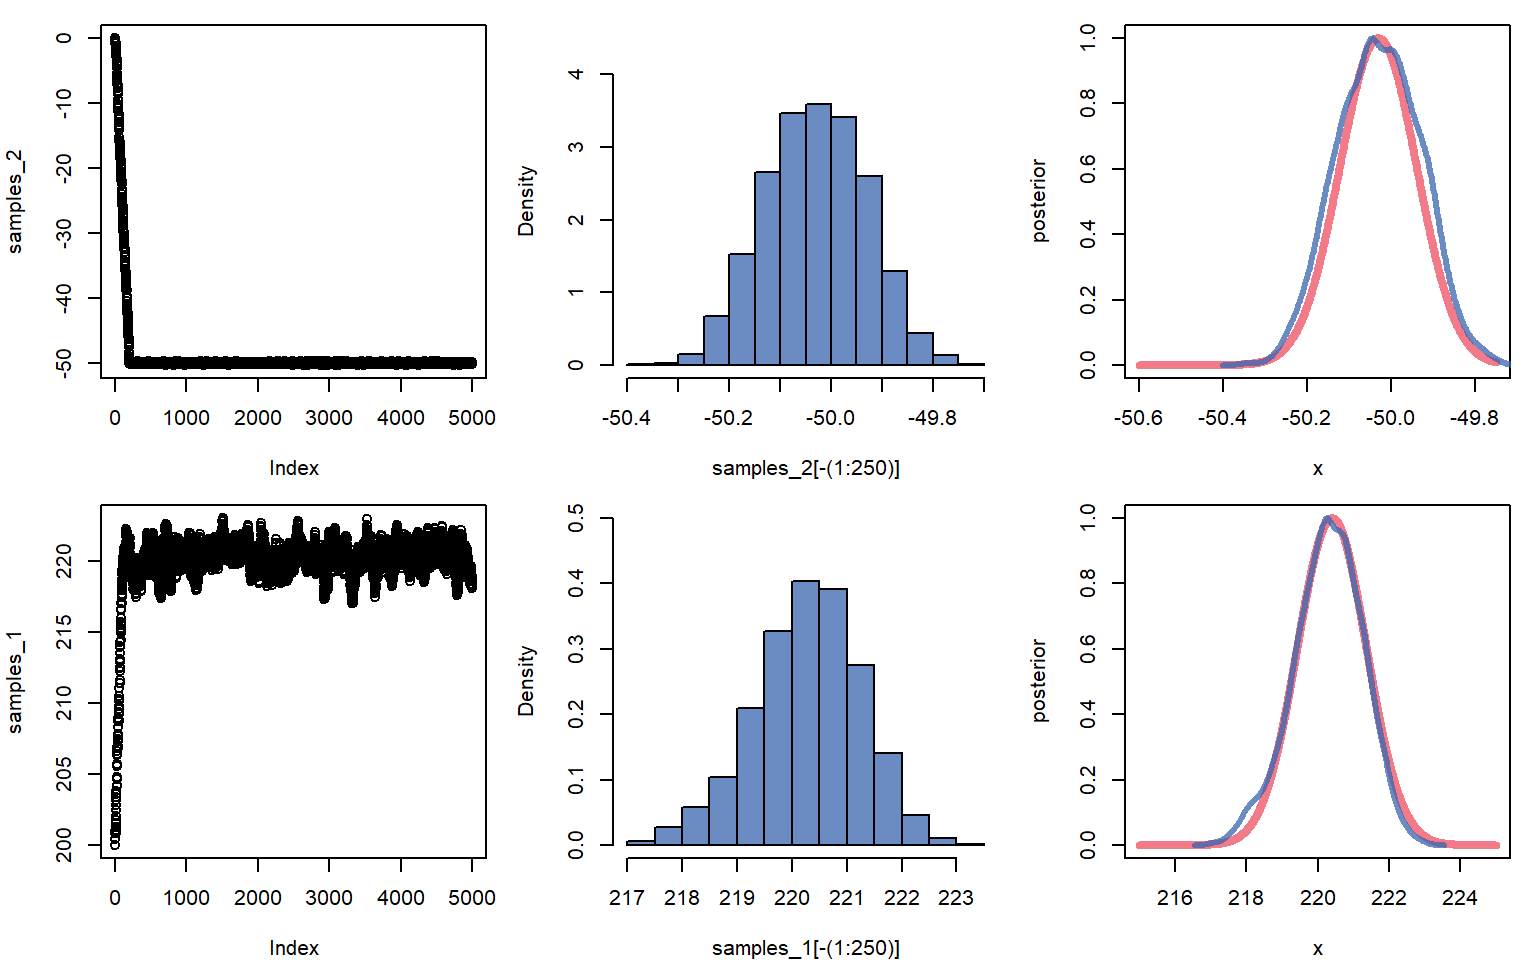 samples_2
0
-10
-20
-30
-40
-50
0 1000 2000 3000 4000 5000
Index
Density
4
3
2
1
0
-50.4 -50.2 -50.0 -49.8
samples_2[-(1:250)]
posterior
1.0
0.8
0.6
0.4
0.2
0.0
-50.6 -50.4 -50.2 -50.0 -49.8
x
samples_1
220
215
210
205
200
0 1000 2000 3000 4000 5000
Index
Density
0.5
0.4
0.3
0.2
0.1
0.0
217 218 219 220 221 222 223
samples_1[-(1:250)]
posterior
1.0
0.8
0.6
0.4
0.2
0.0
216 218 220 222 224
x